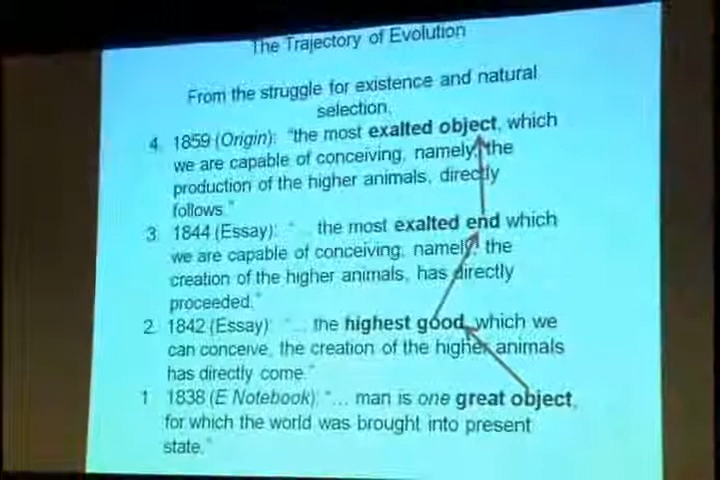 The Trajectory of Evolution
From the struggle for existence and natural
selection,
4. 1859 (Origin): "the most exalted object, which
we are capable of conceiving, namely, the
production of the higher animals, directly
follows."
3. 1844 (Essay): "... the most exalted end which
we are capable of conceiving, namely, the
creation of the higher animals, has directly
proceeded."
2. 1842 (Essay): "... the highest good, which we
can conceive, the creation of the higher animals
has directly come."
1. 1838 (E Notebook): "... man is one great object,
for which the world was brought into present
state."